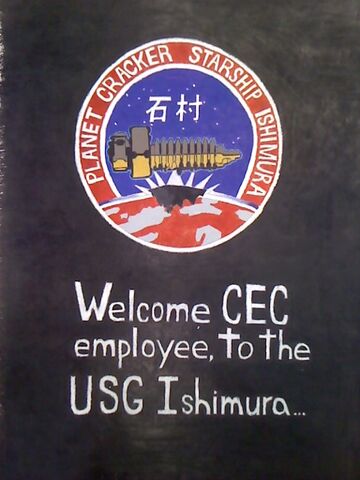 PLANET CRACKER STARSHIP ISHIMURA
石村
Welcome CEC
employee, to the
USG Ishimura...